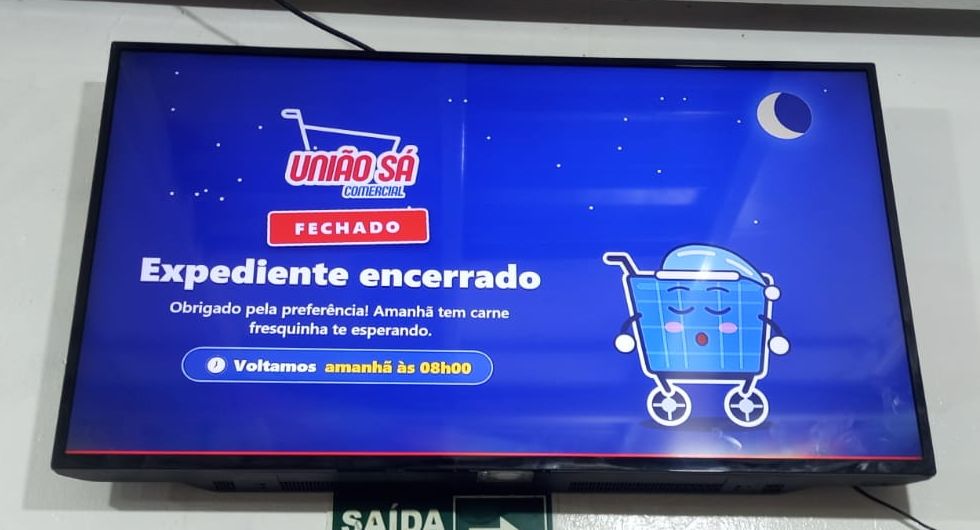 UNIÃO SÁ
COMERCIAL
FECHADO
Expediente encerrado
Obrigado pela preferência! Amanhã tem carne
fresquinha te esperando.
Voltamos amanhã às 08h00
SAÍDA